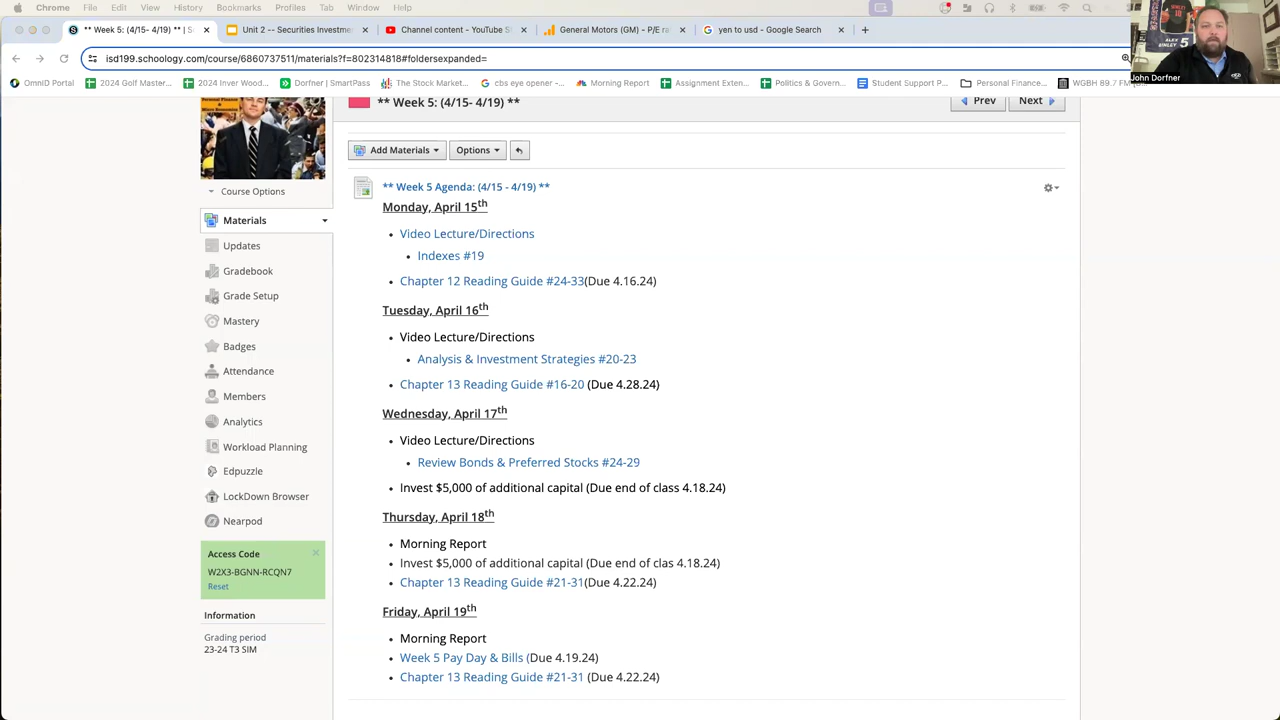 Chrome File Edit View History Bookmarks Profiles Tab Window Help
** Week 5: (4/15- 4/19) ** | S
Unit 2 -- Securities Investme
Channel content - YouTube
General Motors (GM) - P/E ra
yen to usd - Google Search
isd199.schoology.com/course/6860737511/materials?f=802314818#foldersexpanded=
OmnID Portal
2024 Golf Master...
2024 Inver Wood...
Dorfner | SmartPass
The Stock Market...
cbs eye opener -...
Morning Report
Assignment Exten...
Politics & Govern...
Student Support P...
Personal Finance...
WGBH 89.7 FM
John Dorfner
** Week 5: (4/15- 4/19) **
Prev
Next
Add Materials
Options
Course Options
Materials
Updates
Gradebook
Grade Setup
Mastery
Badges
Attendance
Members
Analytics
Workload Planning
Edpuzzle
LockDown Browser
Nearpod
Access Code
W2X3-BGNN-RCQN7
Reset
Information
Grading period
23-24 T3 SIM
** Week 5 Agenda: (4/15 - 4/19) **
Monday, April 15th
Video Lecture/Directions
Indexes #19
Chapter 12 Reading Guide #24-33(Due 4.16.24)
Tuesday, April 16th
Video Lecture/Directions
Analysis & Investment Strategies #20-23
Chapter 13 Reading Guide #16-20 (Due 4.28.24)
Wednesday, April 17th
Video Lecture/Directions
Review Bonds & Preferred Stocks #24-29
Invest $5,000 of additional capital (Due end of class 4.18.24)
Thursday, April 18th
Morning Report
Invest $5,000 of additional capital (Due end of clas 4.18.24)
Chapter 13 Reading Guide #21-31(Due 4.22.24)
Friday, April 19th
Morning Report
Week 5 Pay Day & Bills (Due 4.19.24)
Chapter 13 Reading Guide #21-31 (Due 4.22.24)